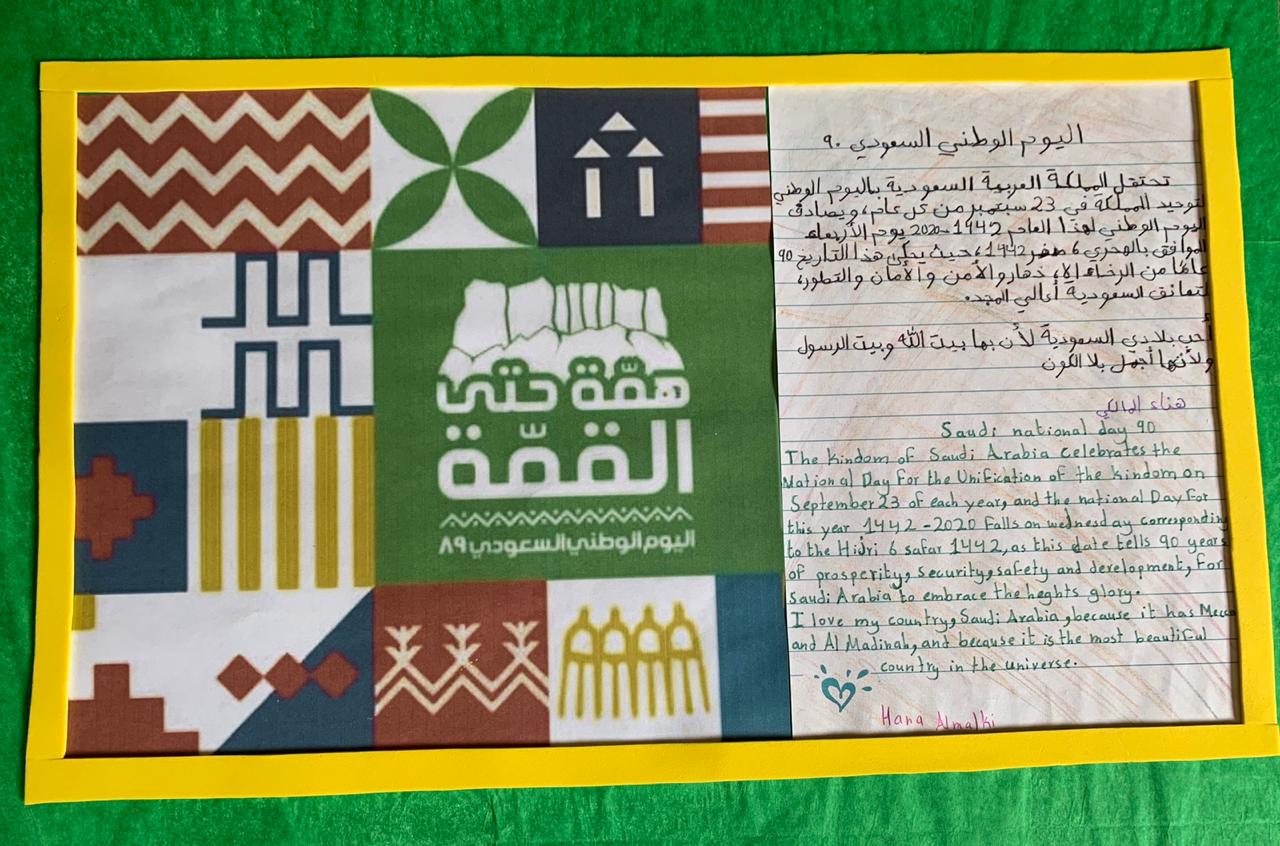 همّة حتى
القمّة
اليوم الوطني السعودي ٨٩
اليوم الوطني السعودي ٩٠
تحتفل المملكة العربية السعودية باليوم الوطني
لتوحيد المملكة في 23 سبتمبر من كل عام، ويصادف
اليوم الوطني لهذا العام 1442-2020 يوم الأربعاء
الموافق بالهجري 6 صفر 1442، حيث يحكي هذا التاريخ 90
عامًا من الرخاء الازدهار والأمن والأمان والتطور،
لتعانق السعودية أعالي المجد.
أحب بلادي السعودية لأن بها بيت الله وبيت الرسول
ولأنها أجمل بلا الكون
هناء المالكي
Saudi national day 90
The Kindom of Saudi Arabia celebrates the
National Day For the Unification of the kindom on
September 23 of each year, and the national Day For
this year 1442-2020 Falls on wednesday corresponding
to the Hijri 6 safar 1442, as this date tells 90 years
of prosperity, security, safety and development, For
Saudi Arabia to embrace the heghts glory.
I love my country, Saudi Arabia, because it has Mecca
and Al Madinah, and because it is the most beautiful
country in the universe.
Hana Almalki